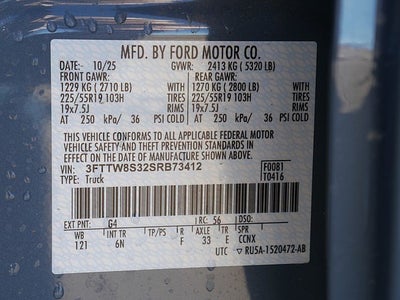 MFD. BY FORD MOTOR CO.
DATE: 10/25 GVWR: 2413 KG ( 5320 LB)
FRONT GAWR: REAR GAWR:
1229 KG ( 2710 LB) WITH 1270 KG ( 2800 LB) WITH
225/55R19 103H TIRES 225/55R19 103H TIRES
19x7.5J RIMS 19x7.5J RIMS
AT 250 kPa/ 36 PSI COLD AT 250 kPa/ 36 PSI COLD
THIS VEHICLE CONFORMS TO ALL APPLICABLE FEDERAL MOTOR
VEHICLE SAFETY AND THEFT PREVENTION STANDARDS IN
EFFECT ON THE DATE OF MANUFACTURE SHOWN ABOVE.
VIN: 3FTTW8S32SRB73412 F0081
TYPE: Truck T0416
EXT PNT: G4 RC: 56 DSO:
WB INT TR TP/PS R AXLE TR SPR
121 6N F 33 E CCNX
UTC ▽ RU5A-1520472-AB